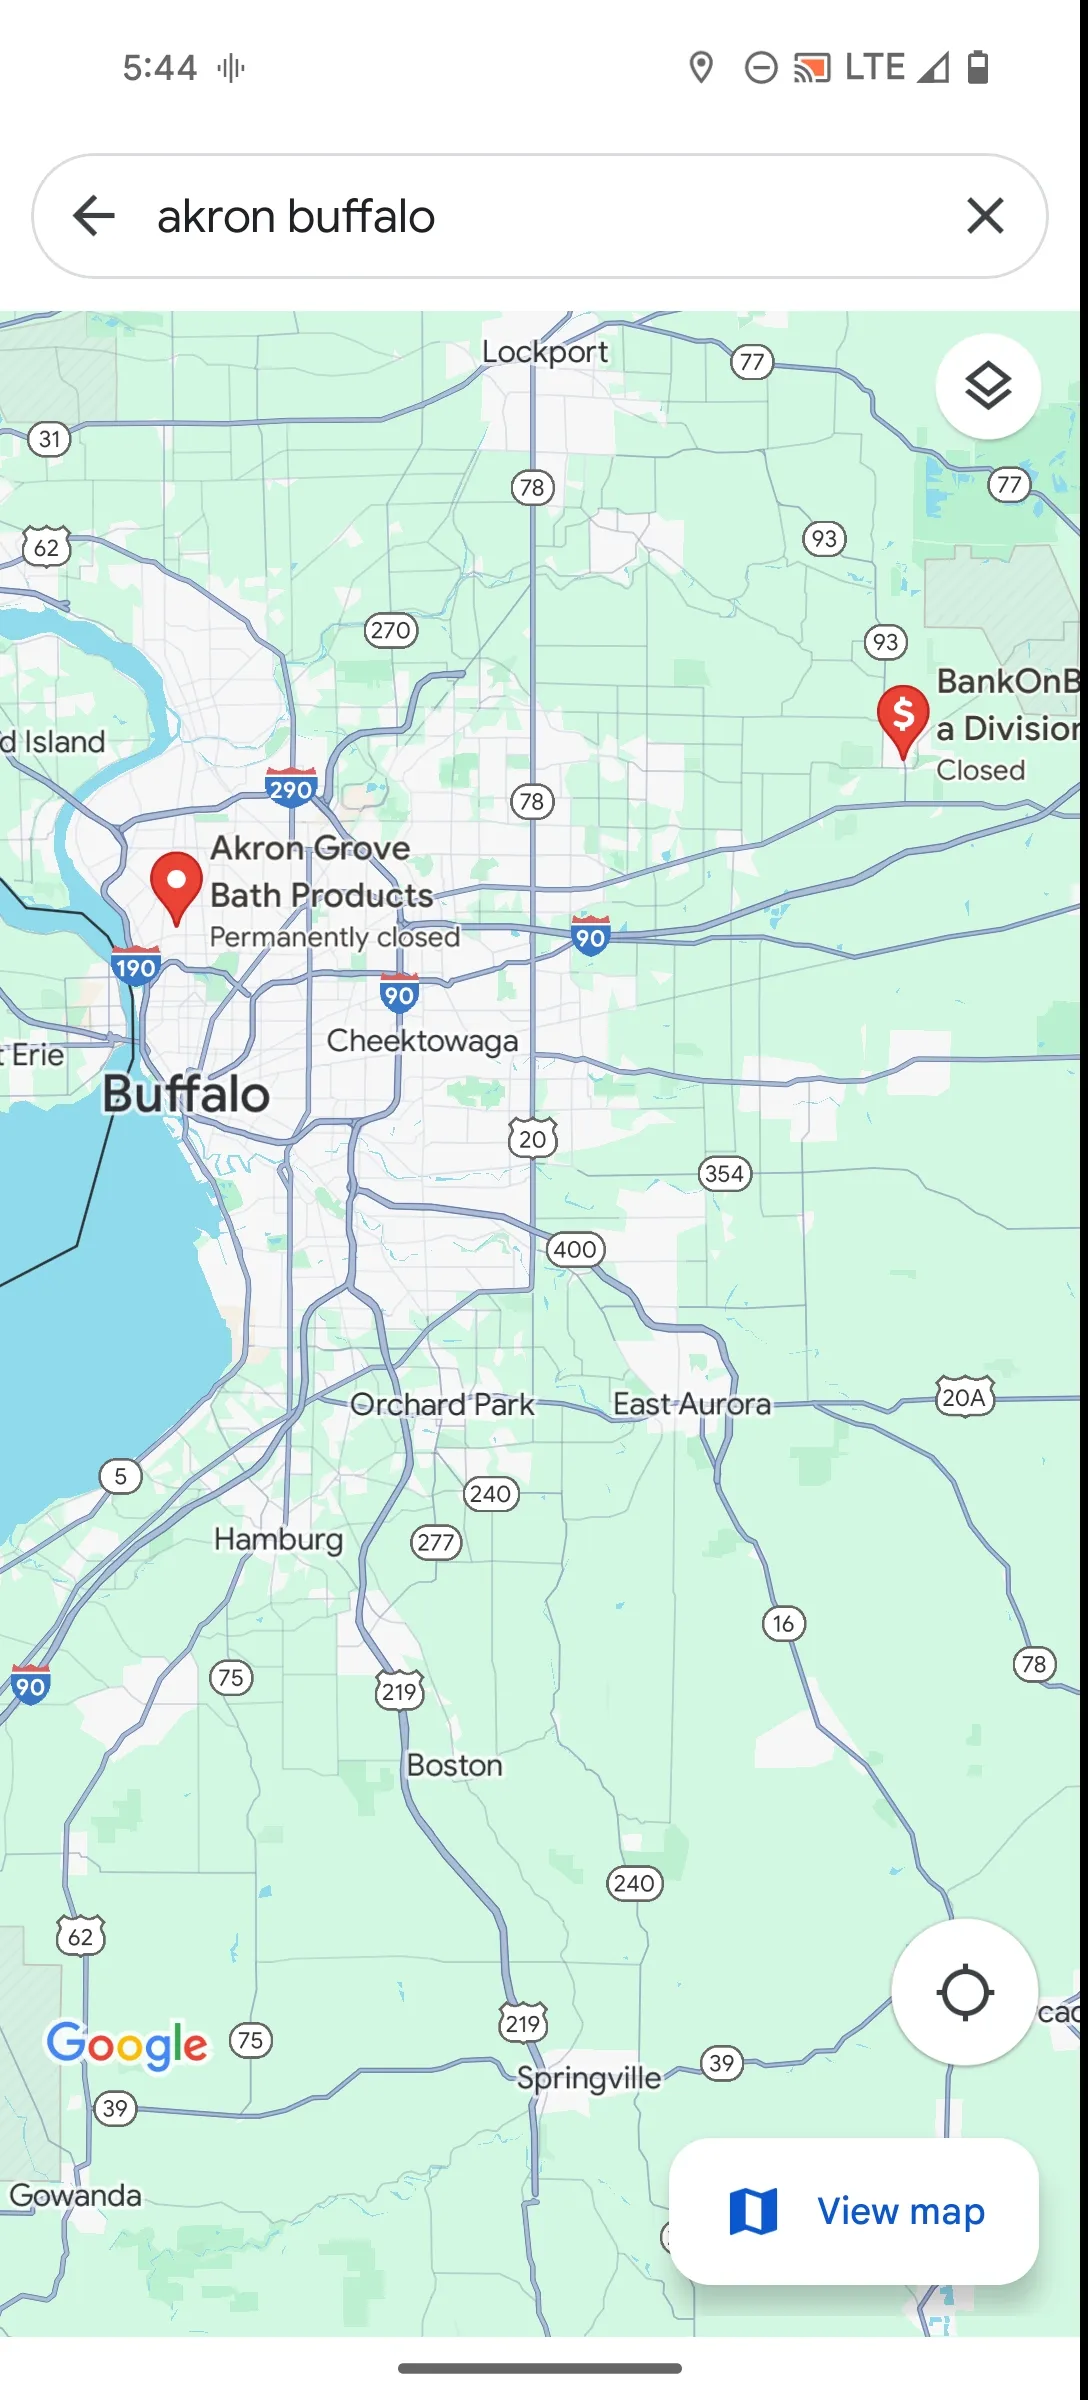 5:44
LTE
akron buffalo
Lockport
77
31
78
77
62
93
270
93
BankOnB
a Division
Closed
d Island
290
78
Akron Grove
Bath Products
Permanently closed
90
190
90
Cheektowaga
t Erie
Buffalo
20
354
400
Orchard Park
East Aurora
20A
5
240
Hamburg
277
16
75
78
90
219
Boston
240
62
219
Google
75
cad
39
Springville
39
Gowanda
View map